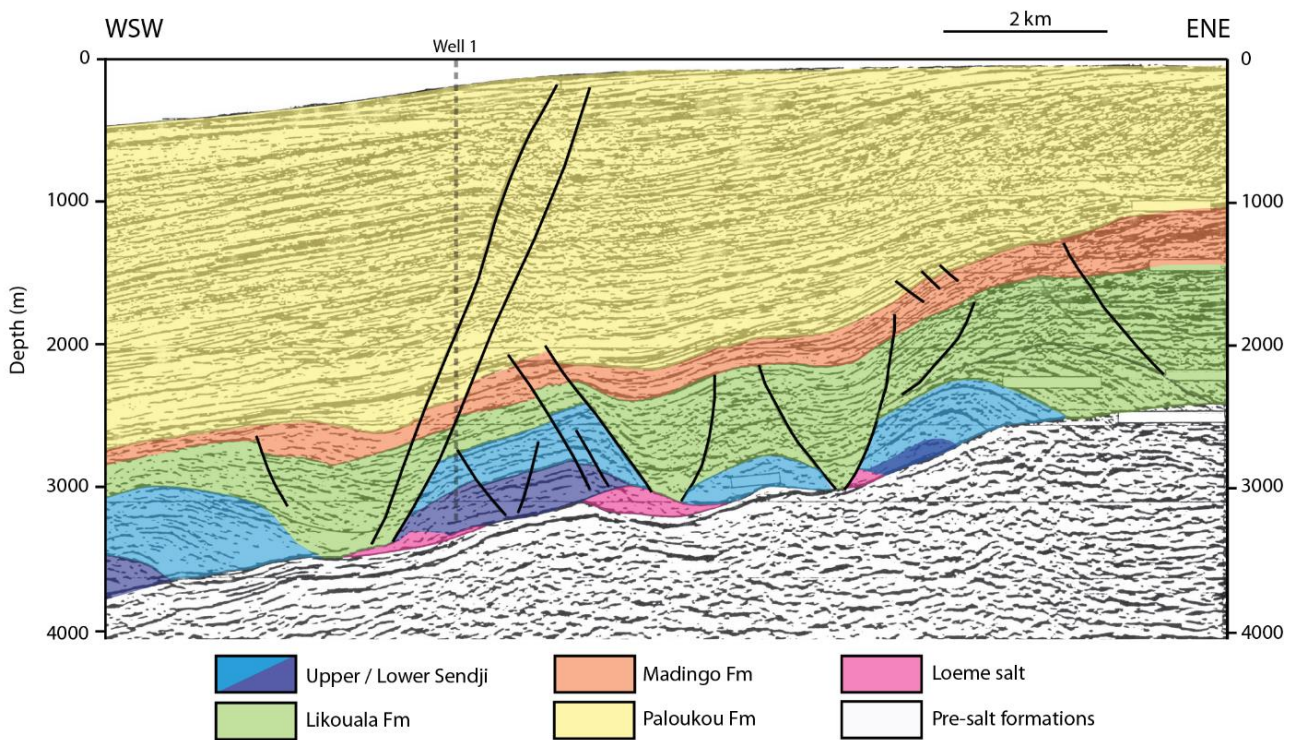 WSW
Well 1
2 km
ENE
0
0
1000
1000
2000
2000
3000
3000
4000
4000
Depth (m)
Upper / Lower Sendji
Madingo Fm
Loeme salt
Likouala Fm
Paloukou Fm
Pre-salt formations